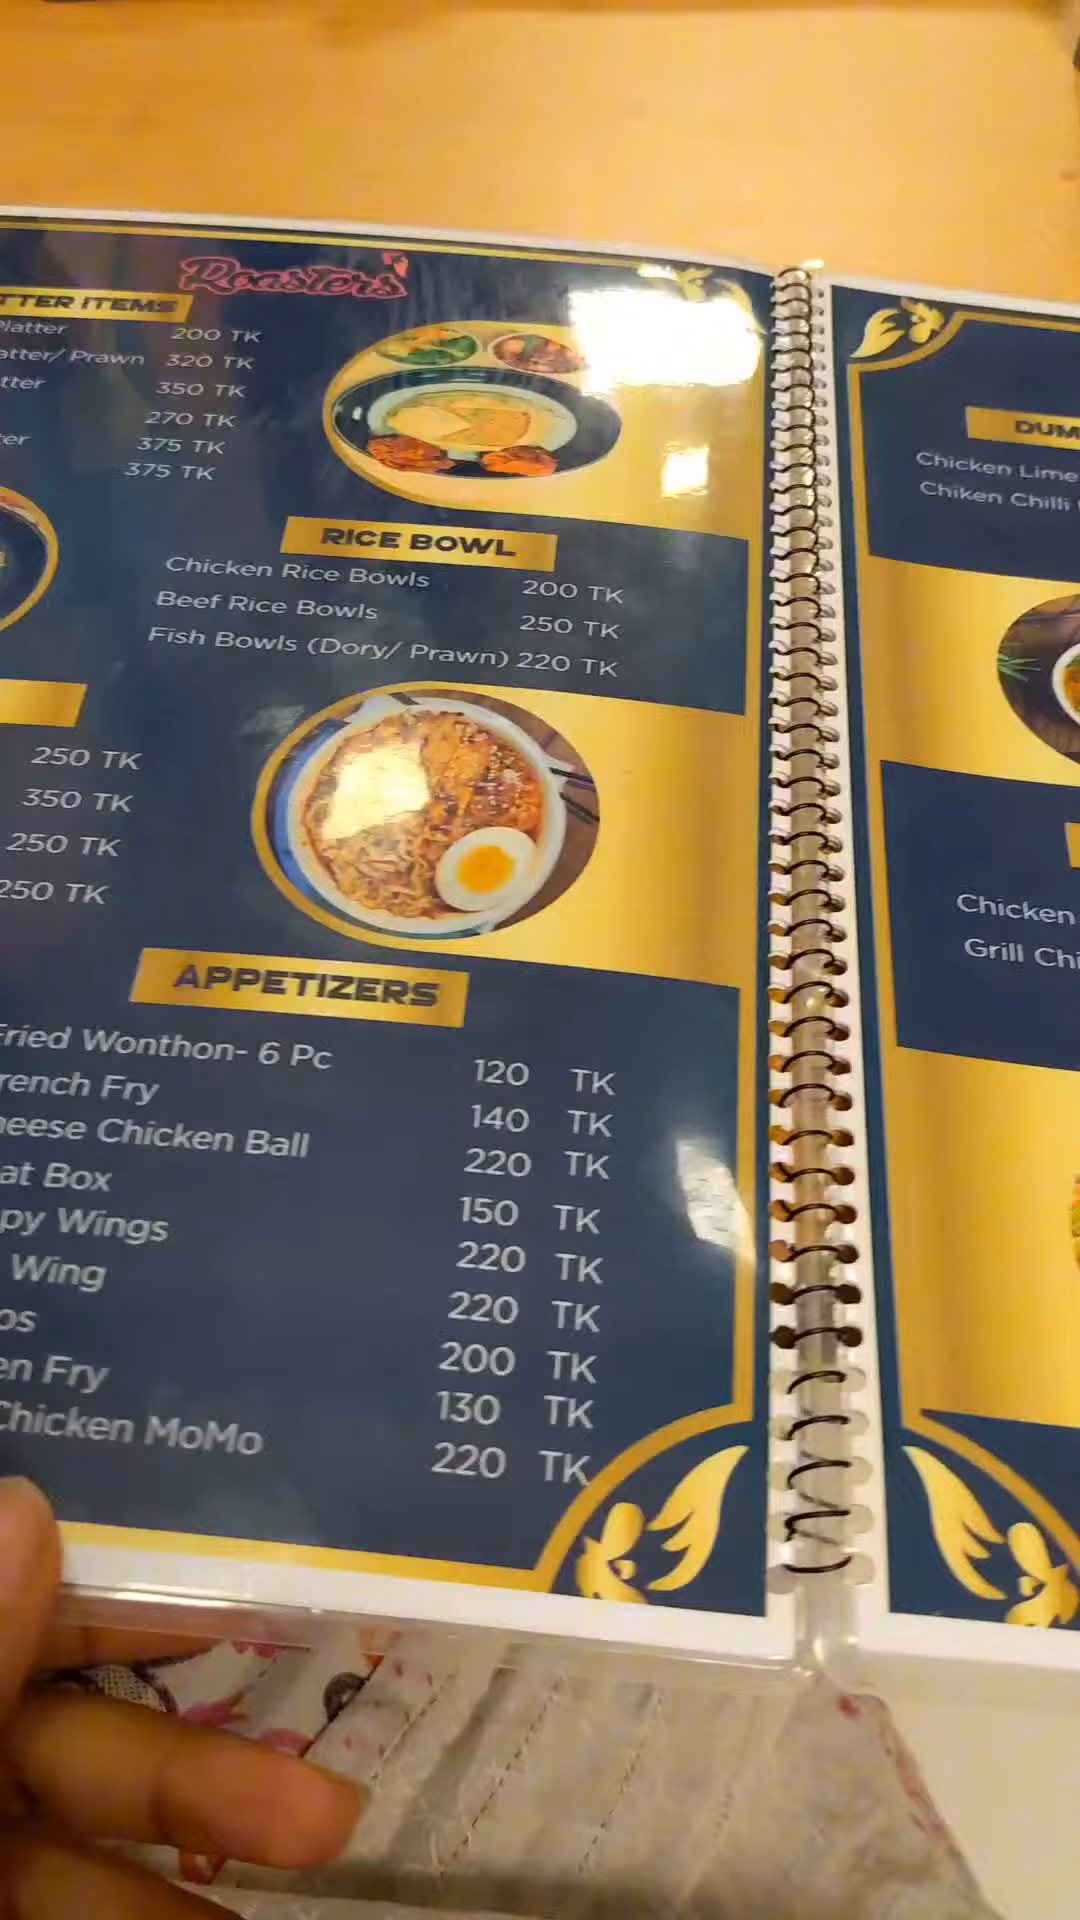 Roasters'
TTER ITEMS
Platter 200 TK
atter/ Prawn 320 TK
tter 350 TK
270 TK
ter 375 TK
375 TK
RICE BOWL
Chicken Rice Bowls 200 TK
Beef Rice Bowls 250 TK
Fish Bowls (Dory/ Prawn) 220 TK
250 TK
350 TK
250 TK
250 TK
APPETIZERS
Fried Wonthon- 6 Pc 120 TK
rench Fry 140 TK
heese Chicken Ball 220 TK
at Box 150 TK
py Wings 220 TK
Wing 220 TK
os 200 TK
en Fry 130 TK
Chicken MoMo 220 TK
DUM
Chicken Lime
Chiken Chilli
Chicken
Grill Chi